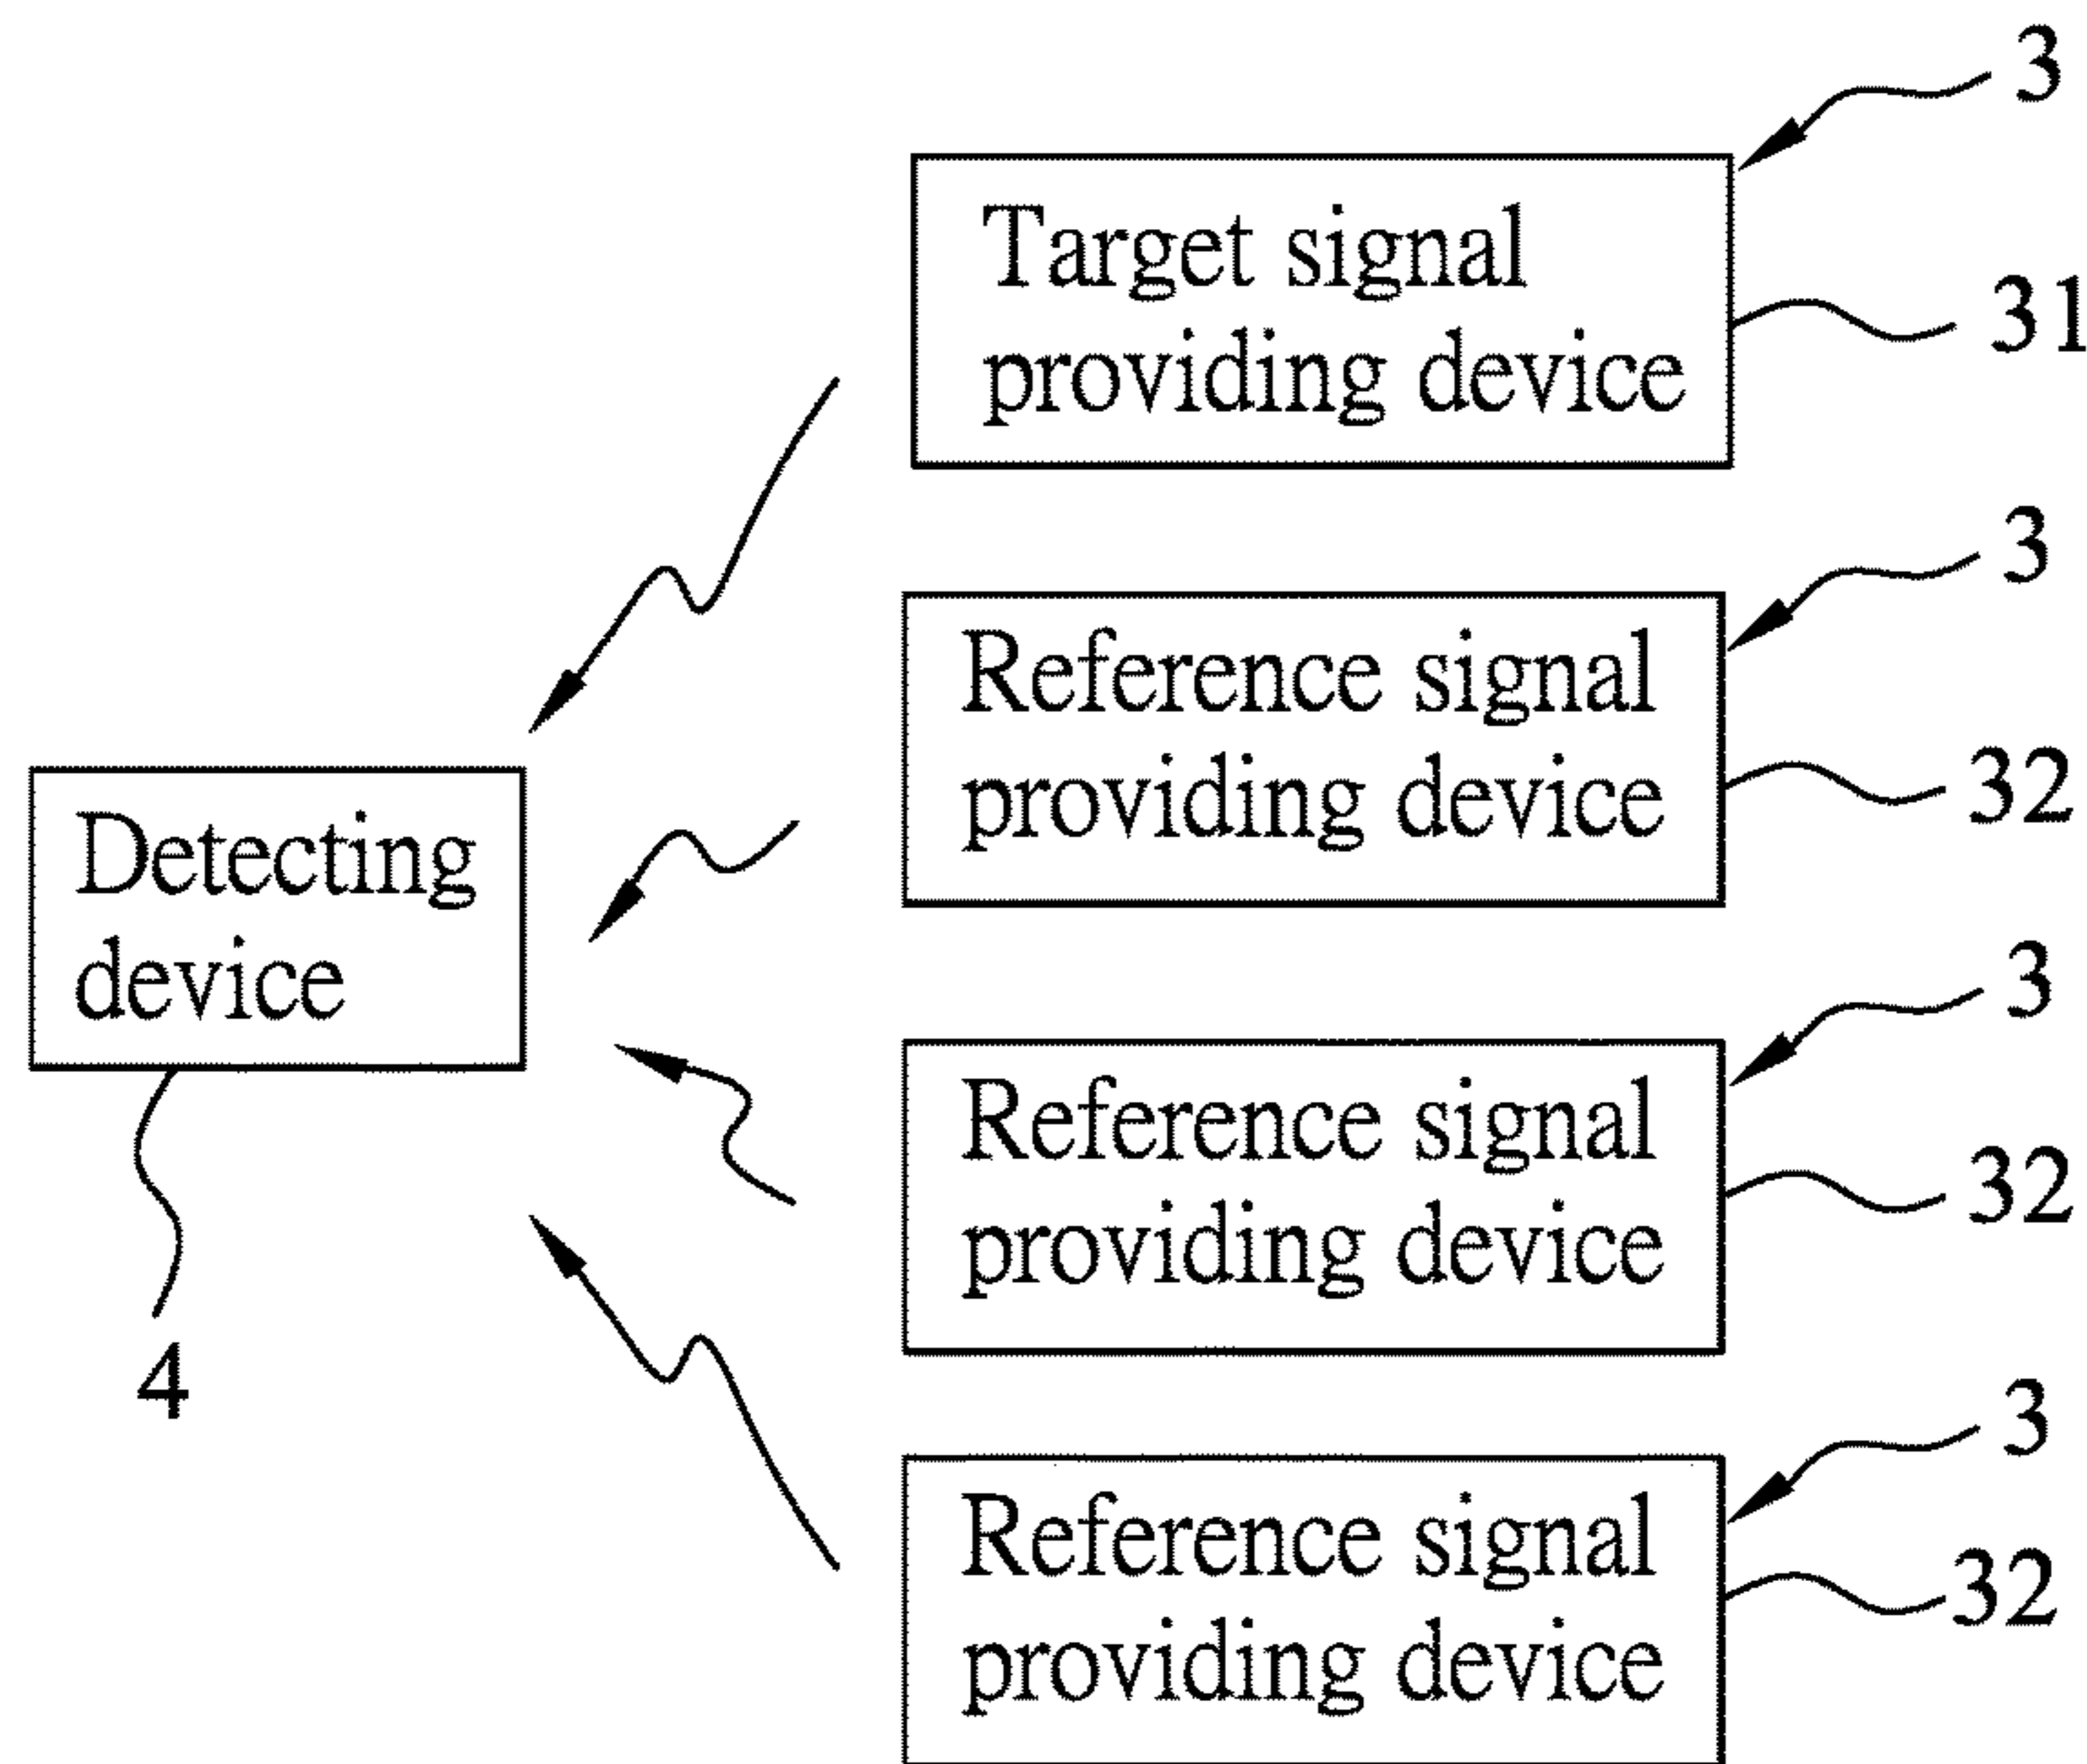 3
Target signal
providing device
31
3
Reference signal
providing device
32
Detecting
device
4
3
Reference signal
providing device
32
3
Reference signal
providing device
32